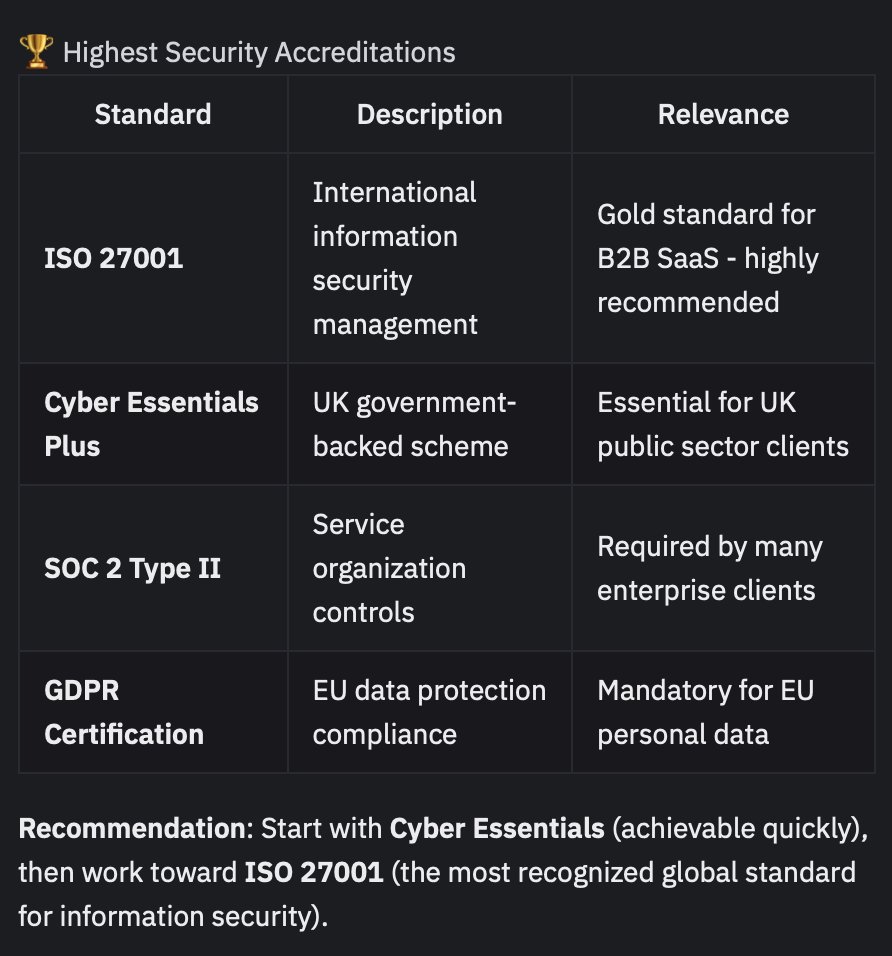 🏆 Highest Security Accreditations
Standard
Description
Relevance
ISO 27001
International
information
security
management
Gold standard for
B2B SaaS - highly
recommended
Cyber Essentials
Plus
UK government-
backed scheme
Essential for UK
public sector clients
SOC 2 Type II
Service
organization
controls
Required by many
enterprise clients
GDPR
Certification
EU data protection
compliance
Mandatory for EU
personal data
Recommendation: Start with Cyber Essentials (achievable quickly),
then work toward ISO 27001 (the most recognized global standard
for information security).